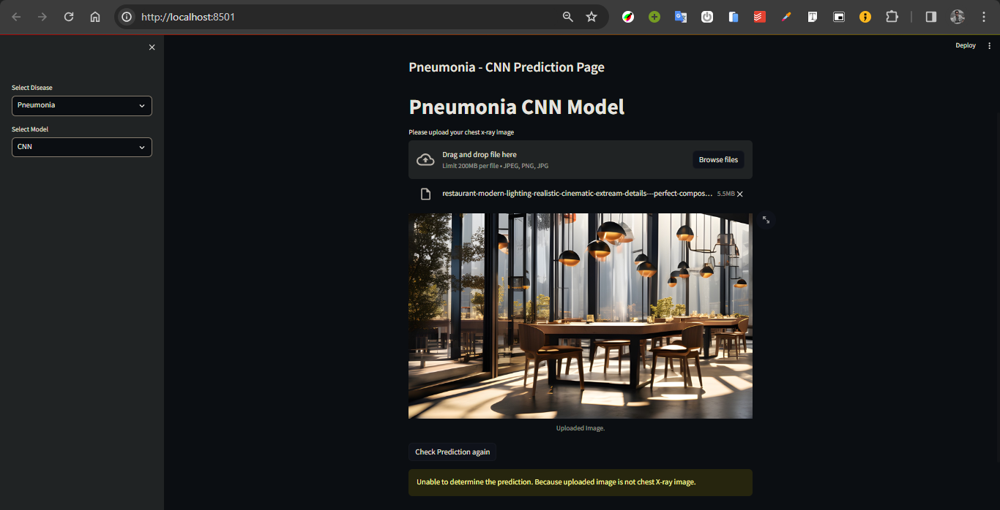 http://localhost:8501
Deploy
Select Disease
Pneumonia
Select Model
CNN
Pneumonia - CNN Prediction Page
Pneumonia CNN Model
Please upload your chest x-ray image
Drag and drop file here
Limit 200MB per file • JPEG, PNG, JPG
Browse files
restaurant-modern-lighting-realistic-cinematic-extream-details---perfect-compos... 5.5MB
Uploaded Image.
Check Prediction again
Unable to determine the prediction. Because uploaded image is not chest X-ray image.